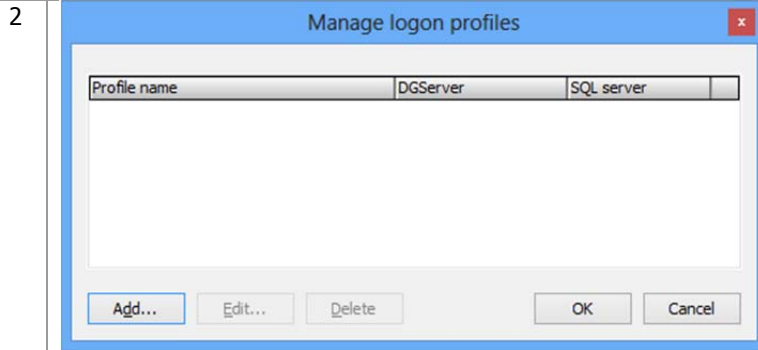 2
Manage logon profiles
x
Profile name DGServer SQL server
Add... Edit... Delete OK Cancel